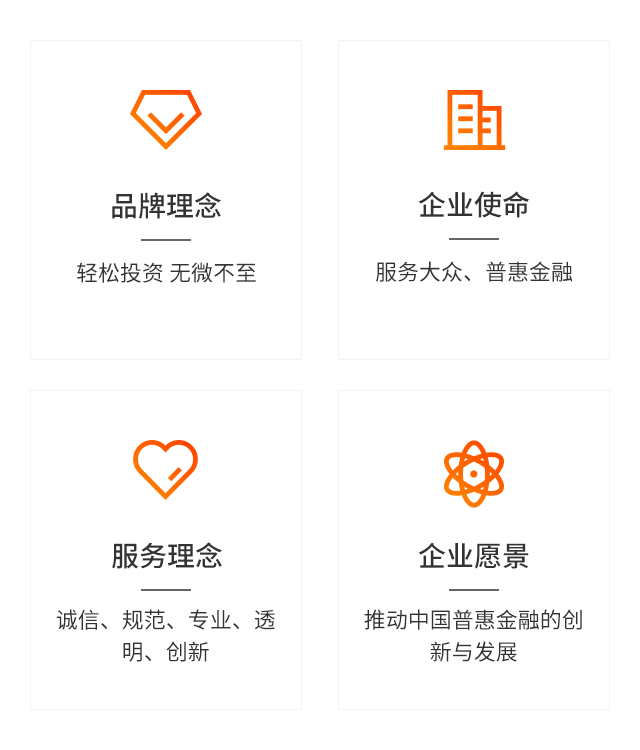 品牌理念
轻松投资 无微不至
企业使命
服务大众、普惠金融
服务理念
诚信、规范、专业、透
明、创新
企业愿景
推动中国普惠金融的创
新与发展